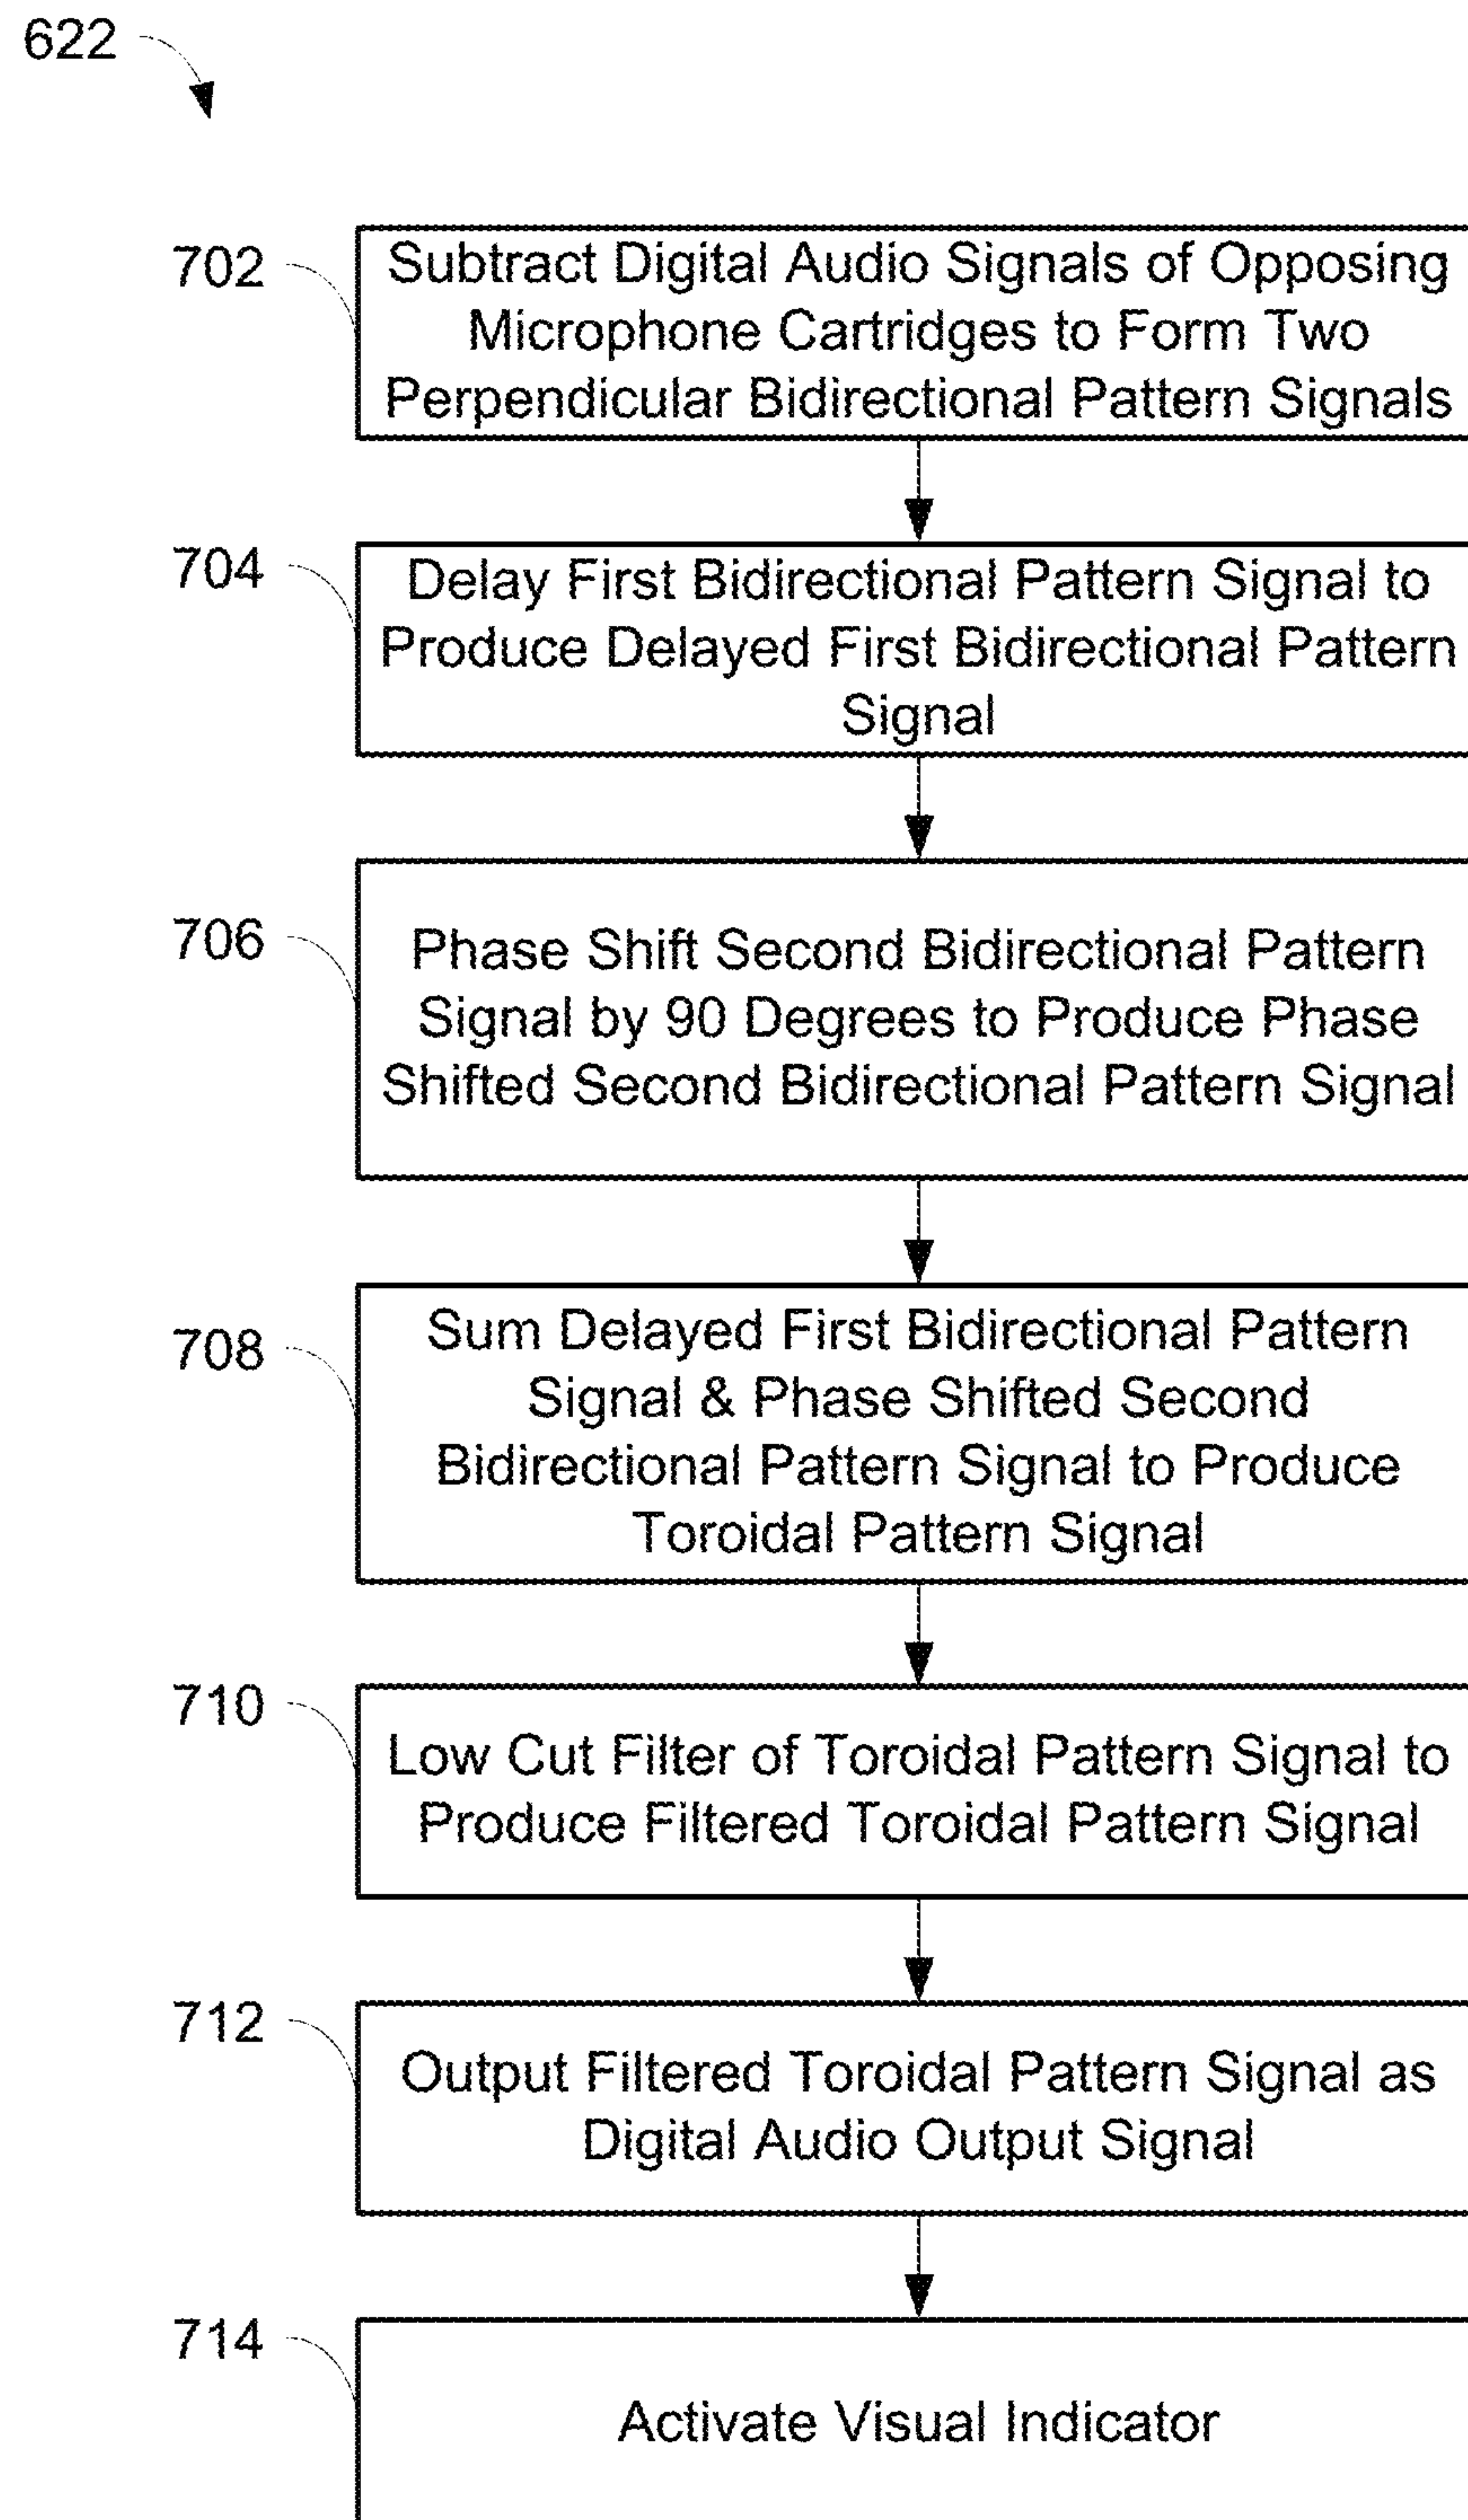 622
702
Subtract Digital Audio Signals of Opposing
Microphone Cartridges to Form Two
Perpendicular Bidirectional Pattern Signals
704
Delay First Bidirectional Pattern Signal to
Produce Delayed First Bidirectional Pattern
Signal
706
Phase Shift Second Bidirectional Pattern
Signal by 90 Degrees to Produce Phase
Shifted Second Bidirectional Pattern Signal
708
Sum Delayed First Bidirectional Pattern
Signal & Phase Shifted Second
Bidirectional Pattern Signal to Produce
Toroidal Pattern Signal
710
Low Cut Filter of Toroidal Pattern Signal to
Produce Filtered Toroidal Pattern Signal
712
Output Filtered Toroidal Pattern Signal as
Digital Audio Output Signal
714
Activate Visual Indicator